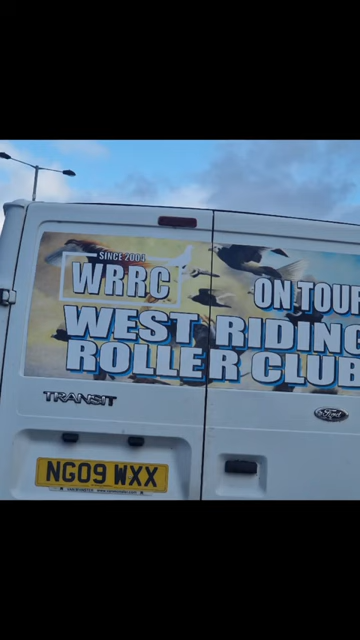 SINCE 2004
WRRC
ON TOUR
WEST RIDING
ROLLER CLUB
TRANSIT
Ford
NG09 WXX